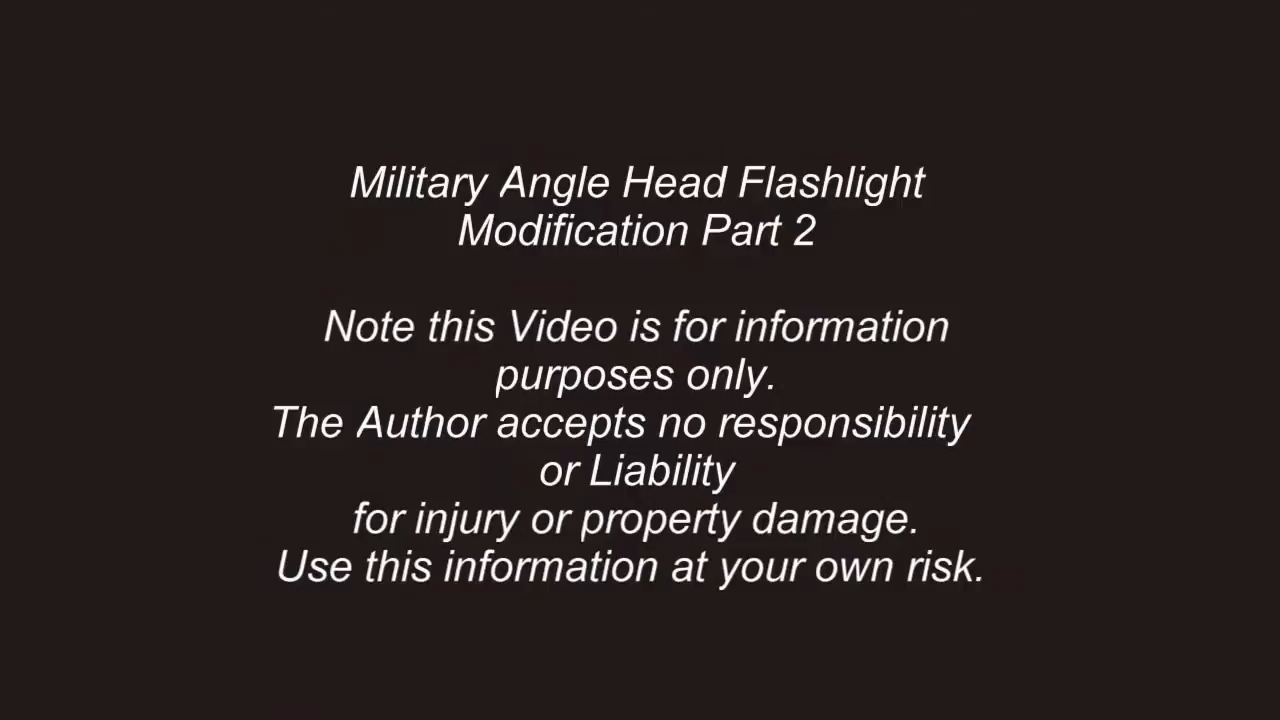 Military Angle Head Flashlight
Modification Part 2
Note this Video is for information
purposes only.
The Author accepts no responsibility
or Liability
for injury or property damage.
Use this information at your own risk.